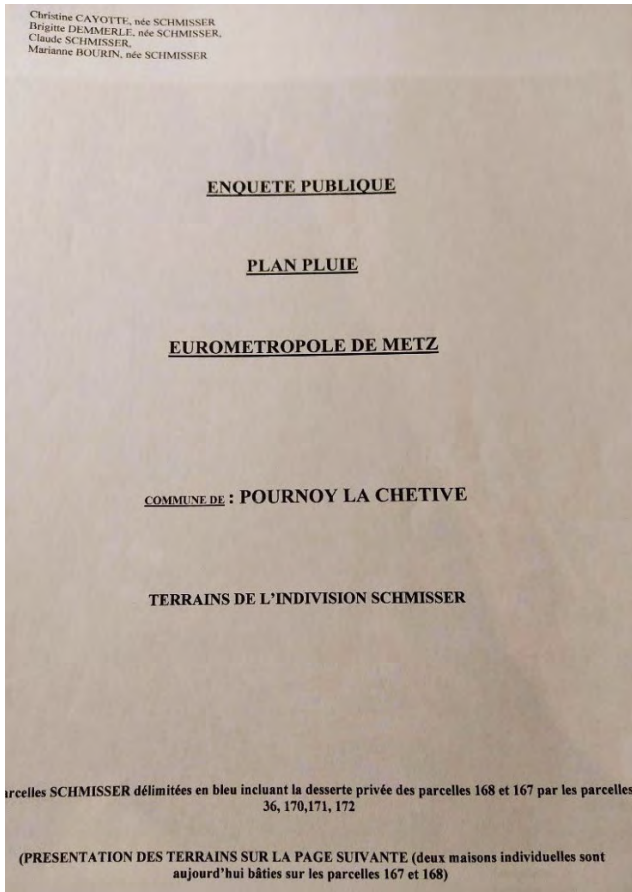 Christine CAYOTTE, née SCHMISSER
Brigitte DEMMERLE, née SCHMISSER,
Claude SCHMISSER,
Marianne BOURIN, née SCHMISSER
ENQUETE PUBLIQUE
PLAN PLUIE
EUROMETROPOLE DE METZ
COMMUNE DE : POURNOY LA CHETIVE
TERRAINS DE L'INDIVISION SCHMISSER
arcelles SCHMISSER délimitées en bleu incluant la desserte privée des parcelles 168 et 167 par les parcelles
36, 170,171, 172
(PRESENTATION DES TERRAINS SUR LA PAGE SUIVANTE (deux maisons individuelles sont
aujourd'hui bâties sur les parcelles 167 et 168)